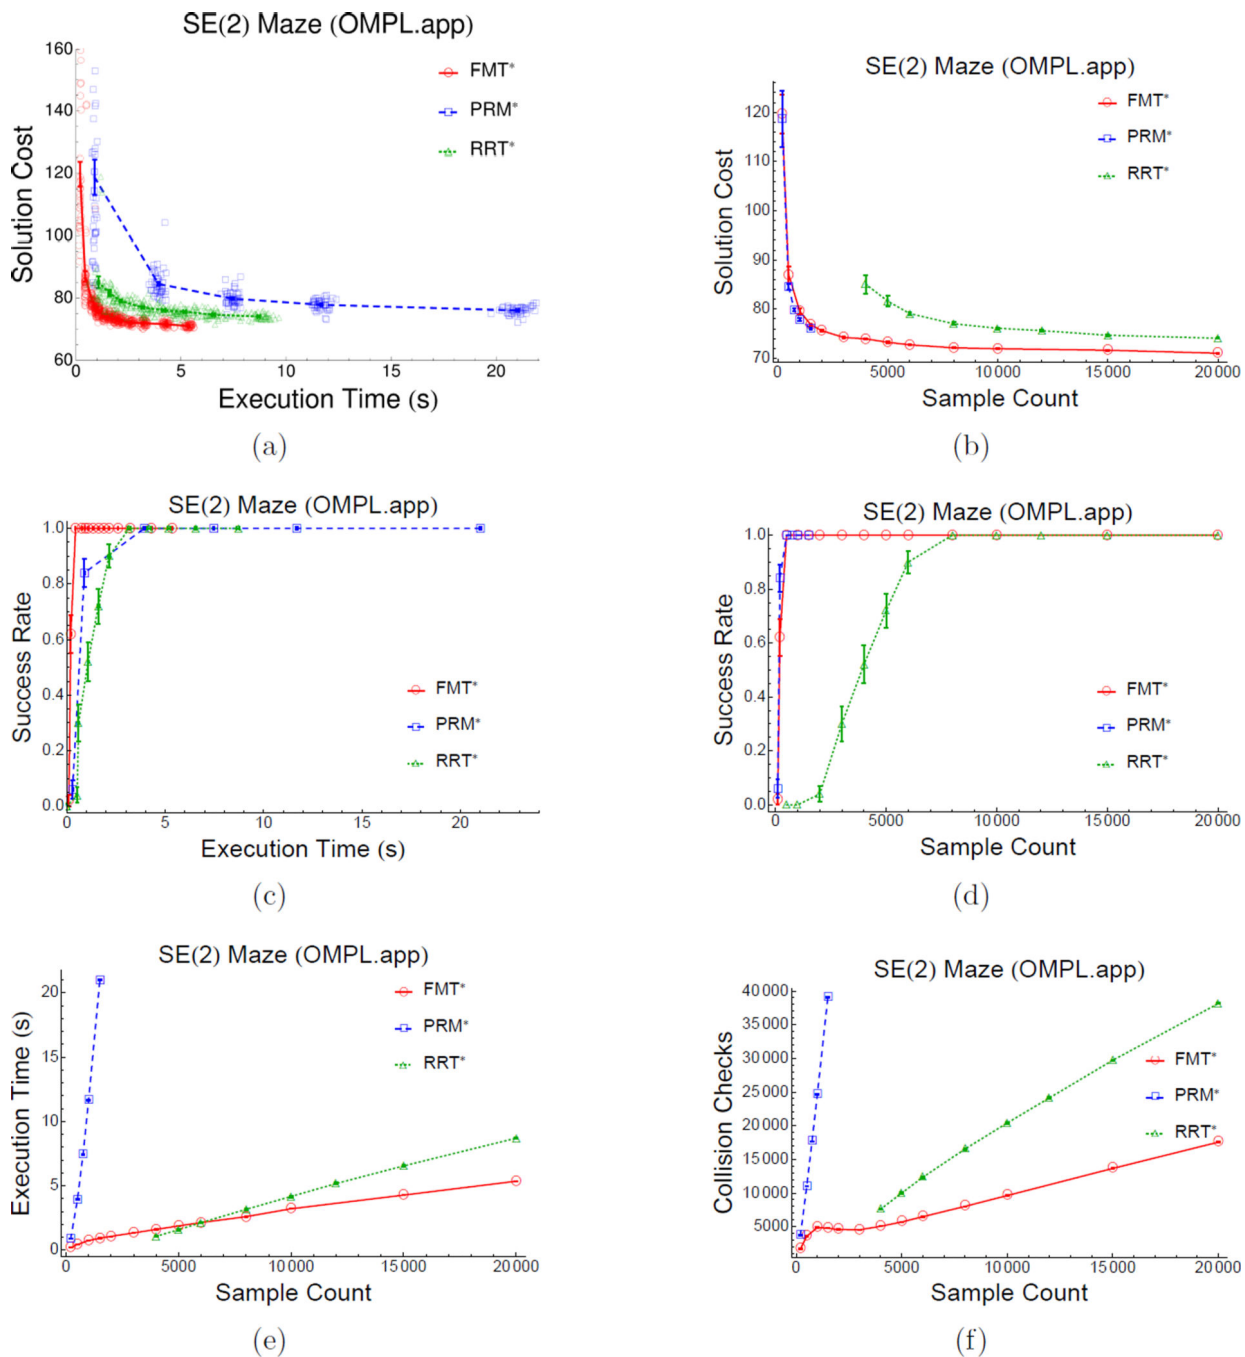 SE(2) Maze (OMPL.app)
160
140
120
100
80
60
Solution Cost
FMT*
PRM*
RRT*
0
5
10
15
20
Execution Time (s)
(a)
SE(2) Maze (OMPL.app)
120
110
100
90
80
70
Solution Cost
FMT*
PRM*
RRT*
0
5000
10000
15000
20000
Sample Count
(b)
SE(2) Maze (OMPL.app)
1.0
0.8
0.6
0.4
0.2
0.0
Success Rate
FMT*
PRM*
RRT*
0
5
10
15
20
Execution Time (s)
(c)
SE(2) Maze (OMPL.app)
1.0
0.8
0.6
0.4
0.2
0.0
Success Rate
FMT*
PRM*
RRT*
0
5000
10000
15000
20000
Sample Count
(d)
SE(2) Maze (OMPL.app)
20
15
10
5
0
Execution Time (s)
FMT*
PRM*
RRT*
0
5000
10000
15000
20000
Sample Count
(e)
SE(2) Maze (OMPL.app)
40000
35000
30000
25000
20000
15000
10000
5000
Collision Checks
FMT*
PRM*
RRT*
0
5000
10000
15000
20000
Sample Count
(f)